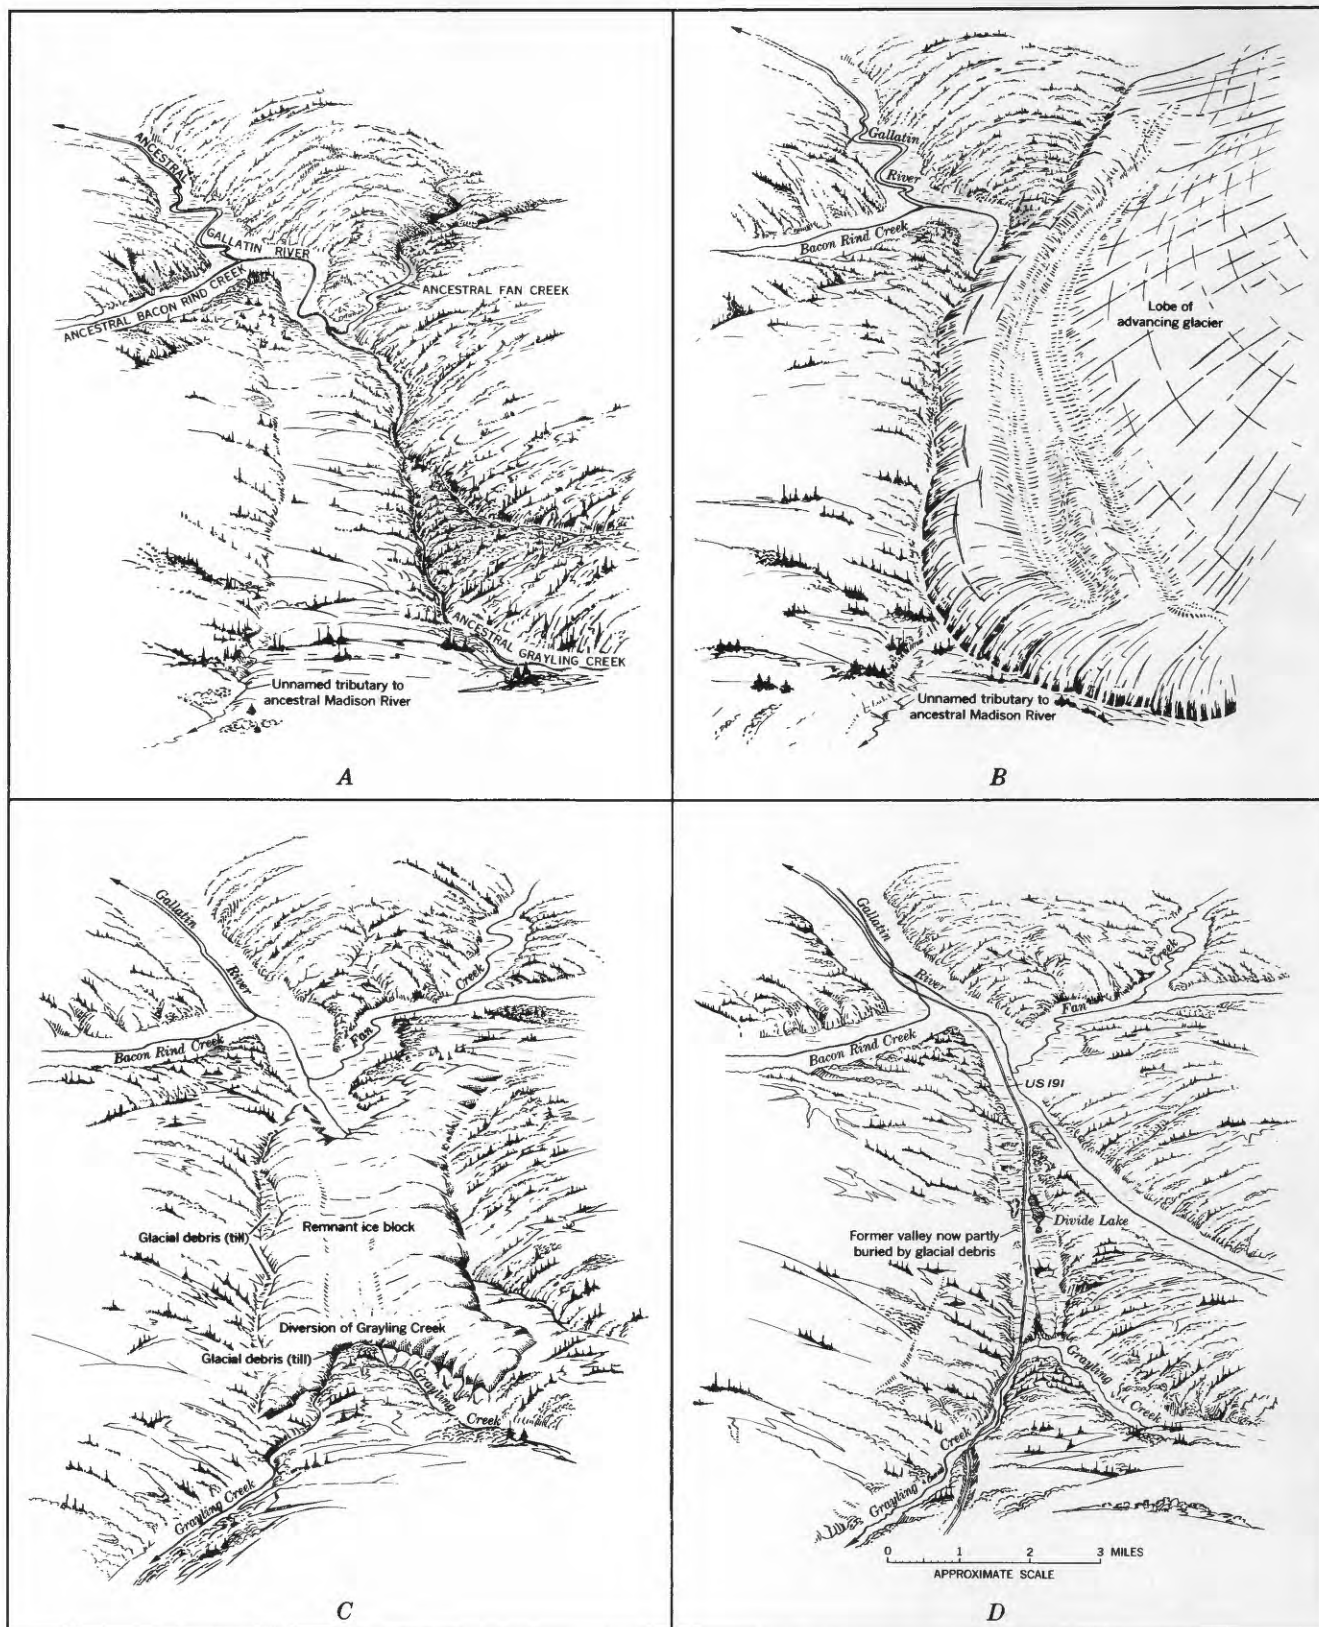 ANCESTRAL
GALLATIN RIVER
ANCESTRAL BACON RIND CREEK
ANCESTRAL FAN CREEK
ANCESTRAL GRAYLING CREEK
Unnamed tributary to
ancestral Madison River
A
Gallatin
River
Bacon Rind Creek
Lobe of
advancing glacier
Unnamed tributary to
ancestral Madison River
B
Gallatin
River
Creek
Fan
Bacon Rind Creek
Remnant ice block
Glacial debris (till)
Diversion of Grayling Creek
Glacial debris (till)
Grayling
Creek
Grayling Creek
C
Gallatin
River
Creek
Fan
Bacon Rind Creek
US 191
Divide Lake
Former valley now partly
buried by glacial debris
Grayling
Creek
Creek
Grayling
0 1 2 3 MILES
APPROXIMATE SCALE
D